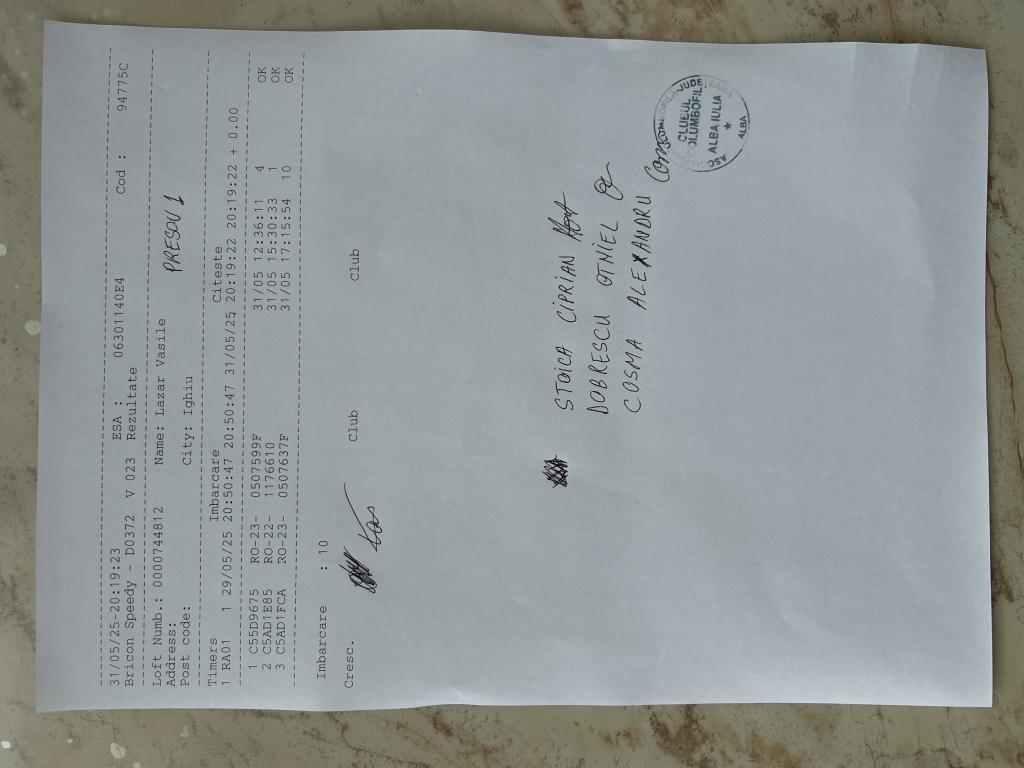 --------------------------------------------------------------
31/05/25-20:19:23 ESA : 06301140E4 Cod : 94775C
Bricon Speedy - D0372 V 023 Rezultate
--------------------------------------------------------------
Loft Numb.: 0000744812 Name: Lazar Vasile
Address: PRESOV 1
Post code: City: Ighiu
--------------------------------------------------------------
Timers Imbarcare Citeste
1 RA01 1 29/05/25 20:50:47 20:50:47 31/05/25 20:19:22 20:19:22 + 0.00
--------------------------------------------------------------
1 C55D9675 RO-23- 0507599F 31/05 12:36:11 4 OK
2 C2AD1E85 RO-22- 1176610 31/05 15:30:33 1 OK
3 C5AD1FCA RO-23- 0507637F 31/05 17:15:54 10 OK
--------------------------------------------------------------
Imbarcare : 10
Cresc. Club Club
STOICA CIPRIAN
DOBRESCU OTNIEL
COSMA ALEXANDRU
CLUBUL
COLUMBOFIL
ALBA IULIA
★
ALBA